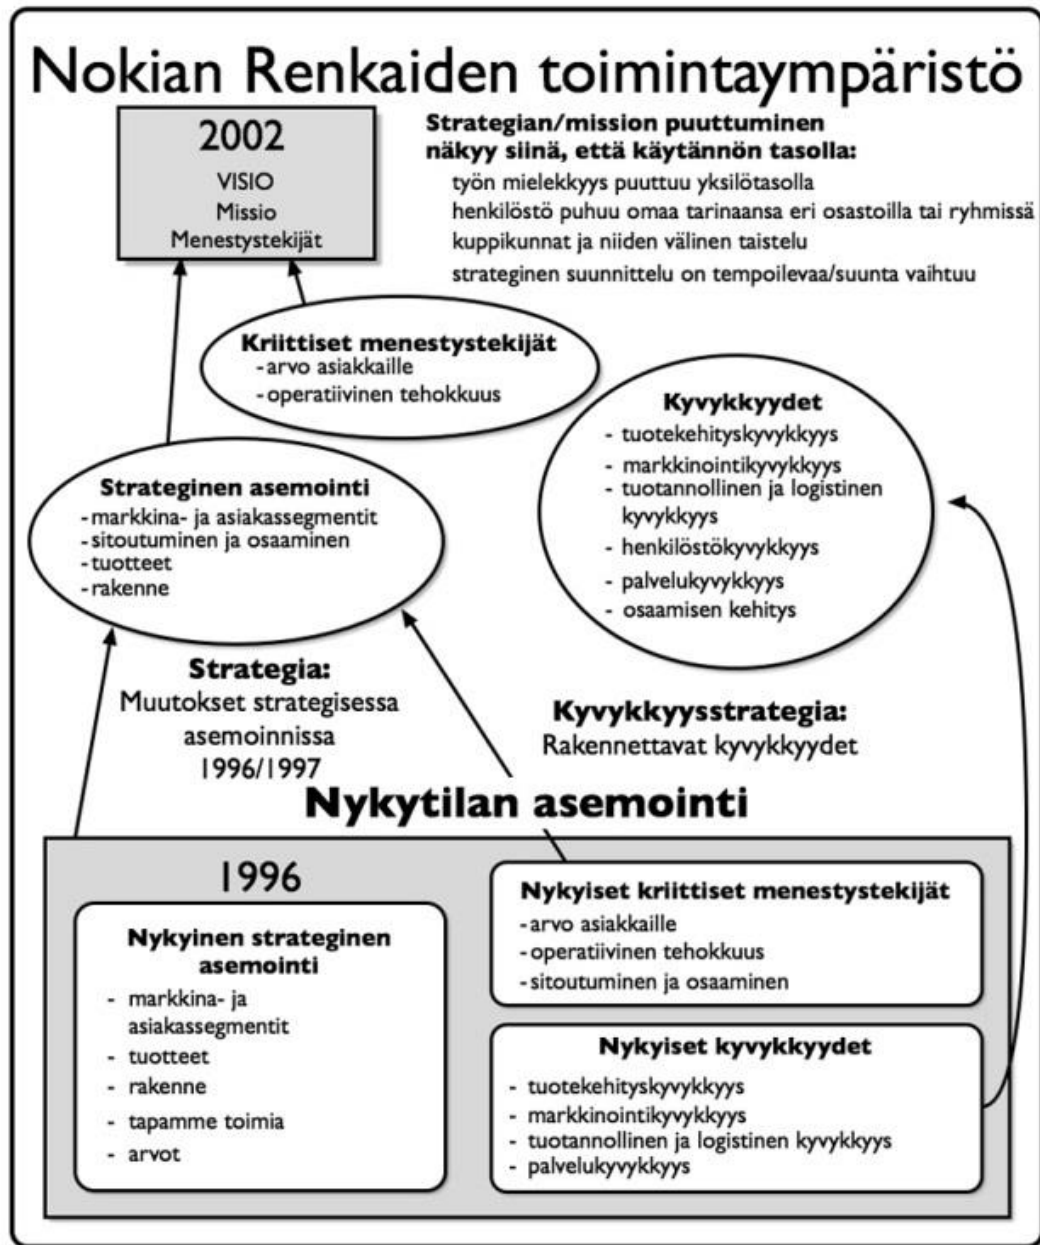 Nokian Renkaiden toimintaympäristö
2002
VISIO
Missio
Menestystekijät
Strategian/mission puuttuminen
näkyy siinä, että käytännön tasolla:
työn mielekkyys puuttuu yksilötasolla
henkilöstö puhuu omaa tarinaansa eri osastoilla tai ryhmissä
kuppikunnat ja niiden välinen taistelu
strateginen suunnittelu on tempoilevaa/suunta vaihtuu
Kriittiset menestystekijät
-arvo asiakkaille
-operatiivinen tehokkuus
Kyvykkyydet
- tuotekehityskyvykkyys
- markkinointikyvykkyys
- tuotannollinen ja logistinen
kyvykkyys
- henkilöstökyvykkyys
- palvelukyvykkyys
- osaamisen kehitys
Strateginen asemointi
-markkina- ja asiakassegmentit
-sitoutuminen ja osaaminen
-tuotteet
-rakenne
Strategia:
Muutokset strategisessa
asemoinnissa
1996/1997
Kyvykkyysstrategia:
Rakennettavat kyvykkyydet
Nykytilan asemointi
1996
Nykyinen strateginen
asemointi
- markkina- ja
asiakassegmentit
- tuotteet
- rakenne
- tapamme toimia
- arvot
Nykyiset kriittiset menestystekijät
-arvo asiakkaille
-operatiivinen tehokkuus
-sitoutuminen ja osaaminen
Nykyiset kyvykkyydet
- tuotekehityskyvykkyys
- markkinointikyvykkyys
- tuotannollinen ja logistinen kyvykkyys
- palvelukyvykkyys